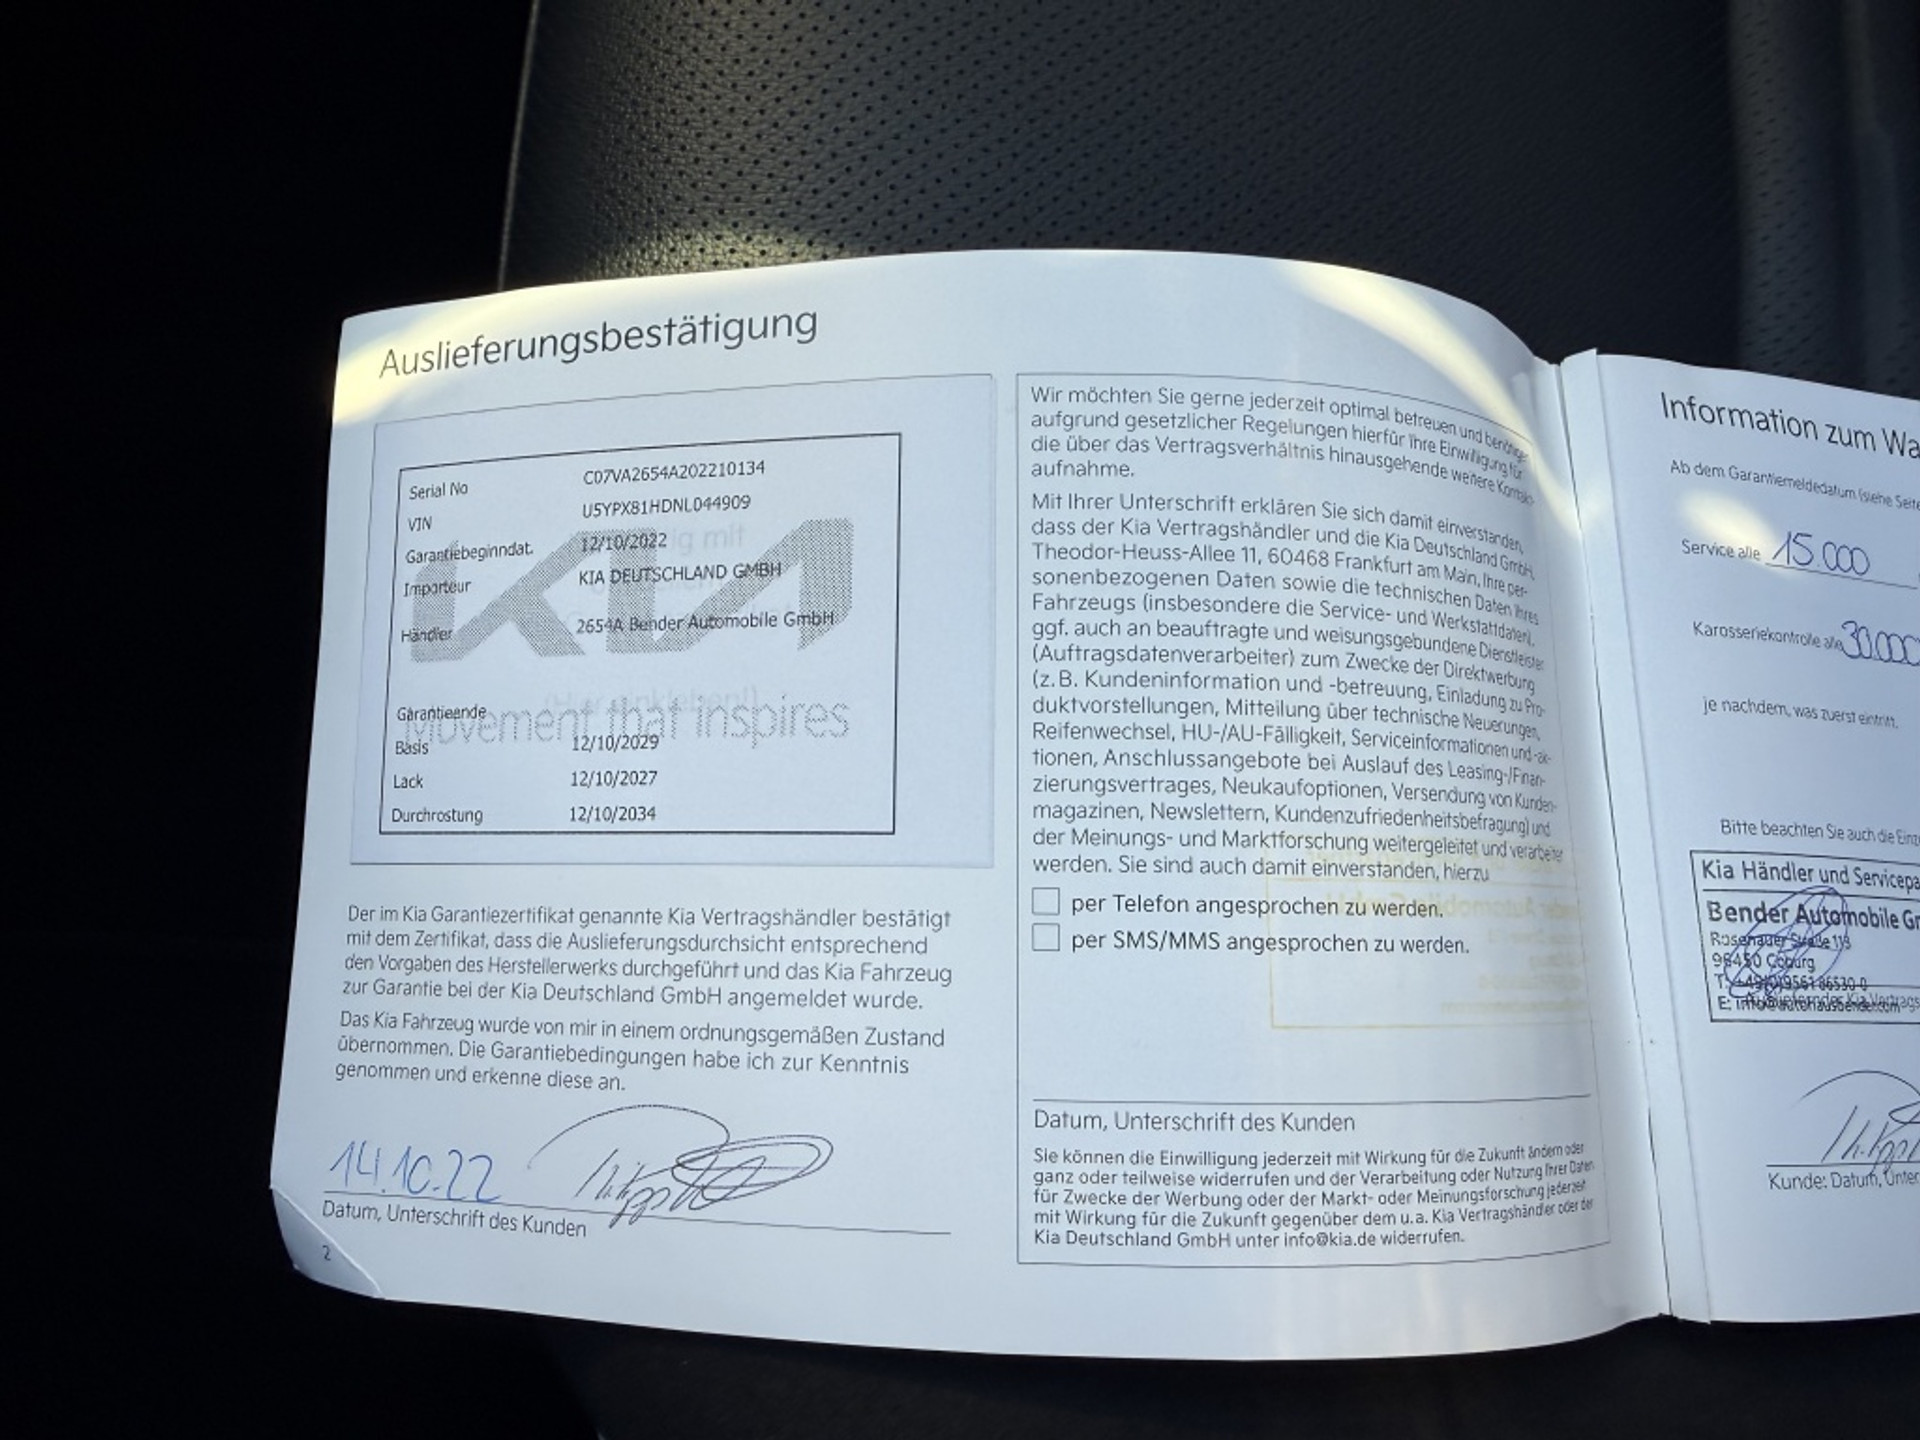 Auslieferungsbestätigung
Serial No C07VA2654A202210134
VIN U5YPX81HDNL044909
Garantiebeginndat. 12/10/2022
Importeur KIA DEUTSCHLAND GMBH
Händler 2654A Bender Automobile GmbH
KIA
Movement that inspires
(Hier einkleben!)
Garantieende
Basis 12/10/2029
Lack 12/10/2027
Durchrostung 12/10/2034
Der im Kia Garantiezertifikat genannte Kia Vertragshändler bestätigt
mit dem Zertifikat, dass die Auslieferungsdurchsicht entsprechend
den Vorgaben des Herstellerwerks durchgeführt und das Kia Fahrzeug
zur Garantie bei der Kia Deutschland GmbH angemeldet wurde.
Das Kia Fahrzeug wurde von mir in einem ordnungsgemäßen Zustand
übernommen. Die Garantiebedingungen habe ich zur Kenntnis
genommen und erkenne diese an.
14.10.22
Datum, Unterschrift des Kunden
2
Wir möchten Sie gerne jederzeit optimal betreuen und benötigen
aufgrund gesetzlicher Regelungen hierfür Ihre Einwilligung für
die über das Vertragsverhältnis hinausgehende weitere Kontakt-
aufnahme.
Mit Ihrer Unterschrift erklären Sie sich damit einverstanden,
dass der Kia Vertragshändler und die Kia Deutschland GmbH,
Theodor-Heuss-Allee 11, 60468 Frankfurt am Main, Ihre per-
sonenbezogenen Daten sowie die technischen Daten Ihres
Fahrzeugs (insbesondere die Service- und Werkstattdaten),
ggf. auch an beauftragte und weisungsgebundene Dienstleister
(Auftragsdatenverarbeiter) zum Zwecke der Direktwerbung
(z. B. Kundeninformation und -betreuung, Einladung zu Pro-
duktvorstellungen, Mitteilung über technische Neuerungen,
Reifenwechsel, HU-/AU-Fälligkeit, Serviceinformationen und -ak-
tionen, Anschlussangebote bei Auslauf des Leasing-/Finan-
zierungsvertrages, Neukaufoptionen, Versendung von Kunden-
magazinen, Newslettern, Kundenzufriedenheitsbefragung) und
der Meinungs- und Marktforschung weitergeleitet und verarbeitet
werden. Sie sind auch damit einverstanden, hierzu
per Telefon angesprochen zu werden.
per SMS/MMS angesprochen zu werden.
Datum, Unterschrift des Kunden
Sie können die Einwilligung jederzeit mit Wirkung für die Zukunft ändern oder
ganz oder teilweise widerrufen und der Verarbeitung oder Nutzung Ihrer Daten
für Zwecke der Werbung oder der Markt- oder Meinungsforschung jederzeit
mit Wirkung für die Zukunft gegenüber dem u. a. Kia Vertragshändler oder der
Kia Deutschland GmbH unter info@kia.de widerrufen.
Information zum Wa
Ab dem Garantiemeldedatum (siehe Seite
Service alle 15.000
Karosseriekontrolle alle 30.000
je nachdem, was zuerst eintritt.
Bitte beachten Sie auch die Einz
Kia Händler und Servicepa
Bender Automobile Gm
Rosenauer Straße 113
96450 Coburg
T: +49(0)9561 86530-0
E: info@autohausbender.com
Kunde: Datum, Unter